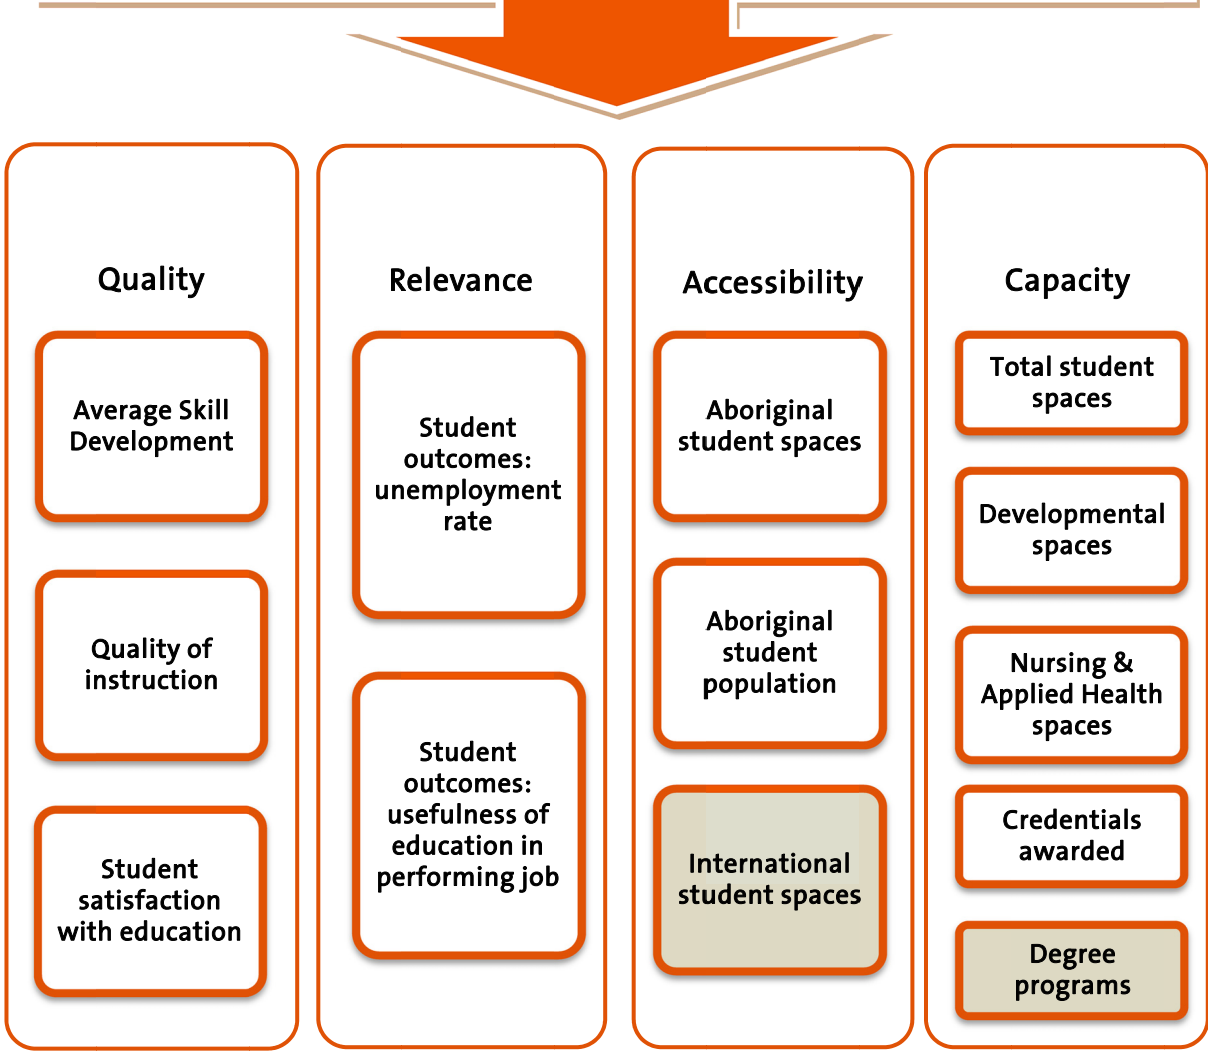 Quality
Average Skill
Development
Quality of
instruction
Student
satisfaction
with education
Relevance
Student
outcomes:
unemployment
rate
Student
outcomes:
usefulness of
education in
performing job
Accessibility
Aboriginal
student spaces
Aboriginal
student
population
International
student spaces
Capacity
Total student
spaces
Developmental
spaces
Nursing &
Applied Health
spaces
Credentials
awarded
Degree
programs